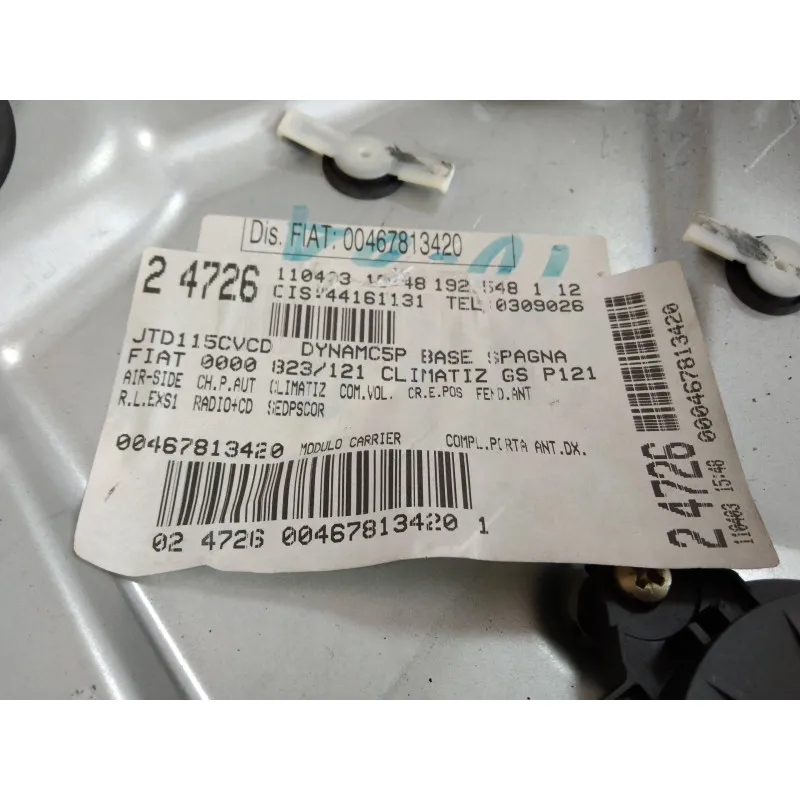 Dis. FIAT: 00467813420
2 4726
110403 15:48 192 548 1 12
CIS:44161131 TEL:0309026
JTD115CVCD DYNAMC5P BASE SPAGNA
FIAT 0000 823/121 CLIMATIZ GS P121
AIR-SIDE CH.P.AUT CLIMATIZ COM.VOL. CR.E.POS FEND.ANT
R.L.EXS1 RADIO+CD SEDPSCOR
00467813420 MODULO CARRIER COMPL.PORTA ANT.DX.
02 4726 00467813420 1
2 4726
110403 15:48
00467813420